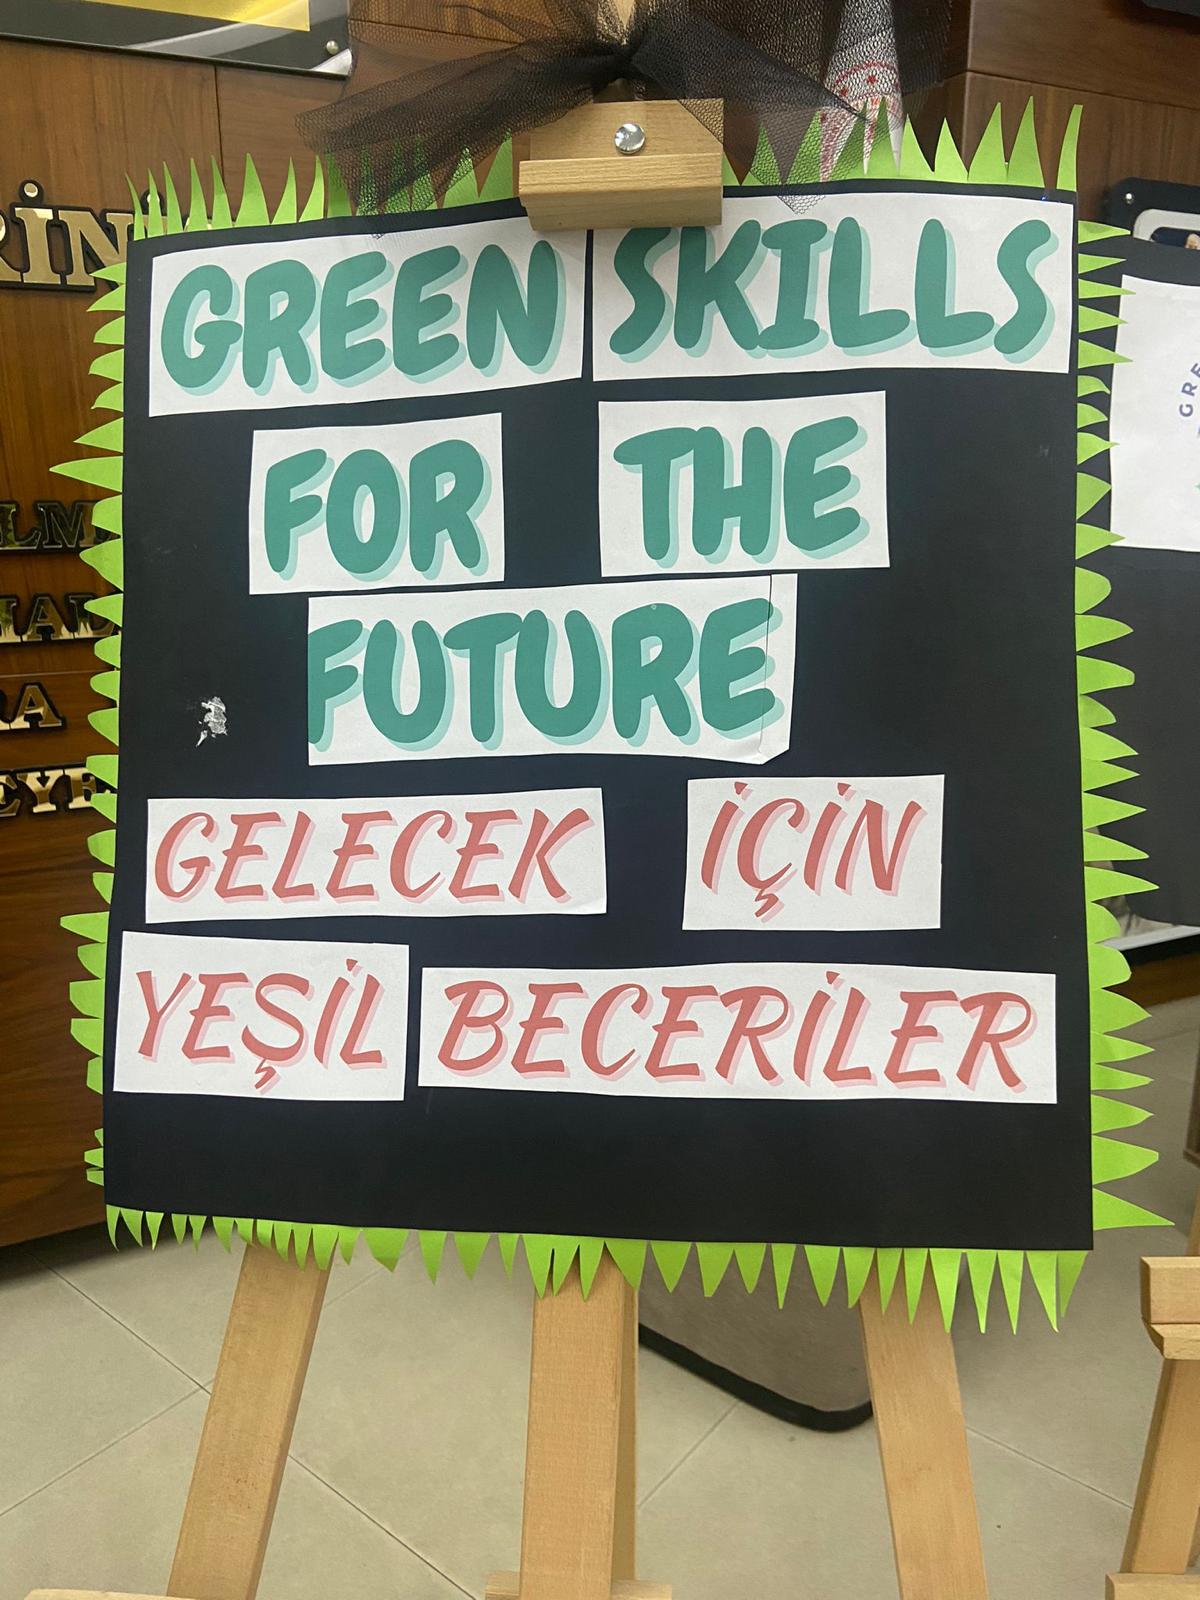 GREEN SKILLS
FOR THE
FUTURE
GELECEK İÇİN
YEŞİL BECERİLER